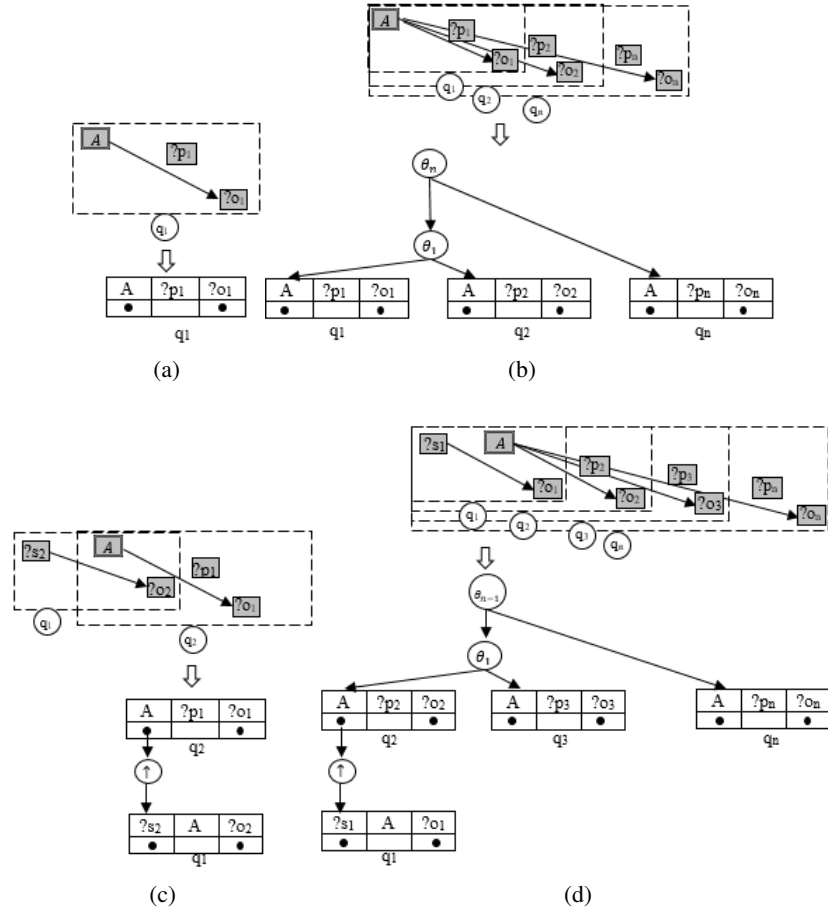 A
?p1
?o1
q1
A ?p1 ?o1
q1
(a)
A
?p1
?p2
?pn
?o1
?o2
?on
q1
q2
qn
θn
θ1
A ?p1 ?o1
q1
A ?p2 ?o2
q2
A ?pn ?on
qn
(b)
?s2
A
?p1
?o2
?o1
q1
q2
A ?p1 ?o1
q2
↑
?s2 A ?o2
q1
(c)
?s1
A
?p2
?p3
?pn
?o1
?o2
?o3
?on
q1
q2
q3
qn
θn−1
θ1
A ?p2 ?o2
q2
A ?p3 ?o3
q3
A ?pn ?on
qn
↑
?s1 A ?o1
q1
(d)